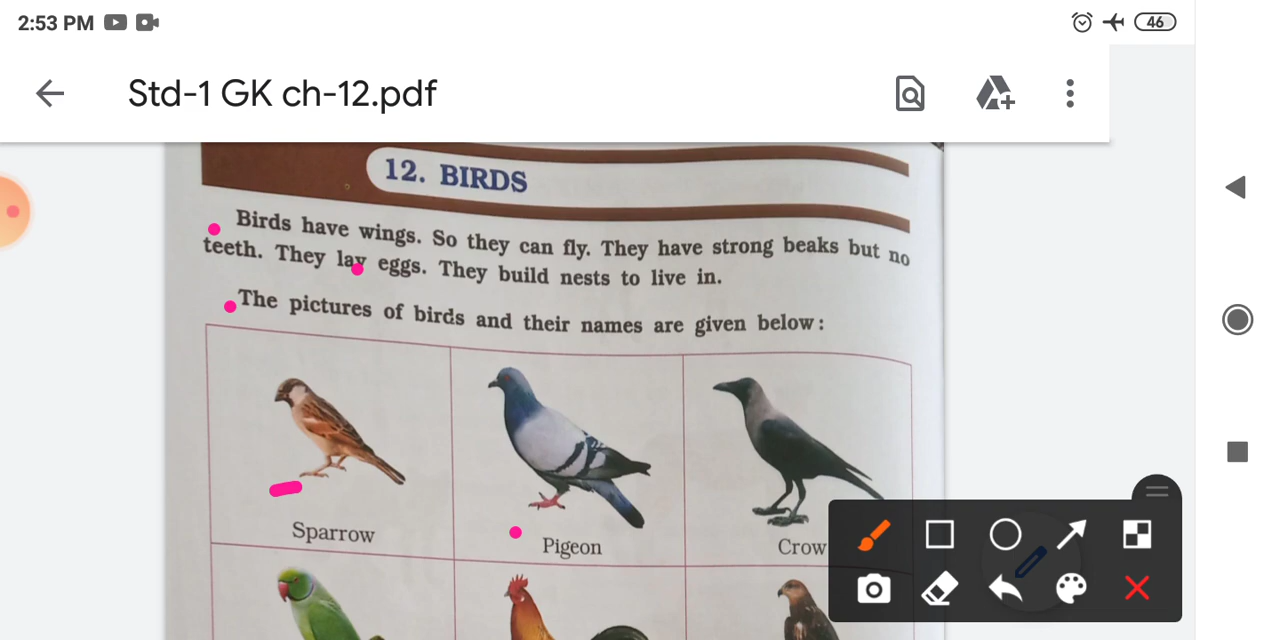 2:53 PM
46
Std-1 GK ch-12.pdf
12. BIRDS
Birds have wings. So they can fly. They have strong beaks but no
teeth. They lay eggs. They build nests to live in.
The pictures of birds and their names are given below :
Sparrow
Pigeon
Crow